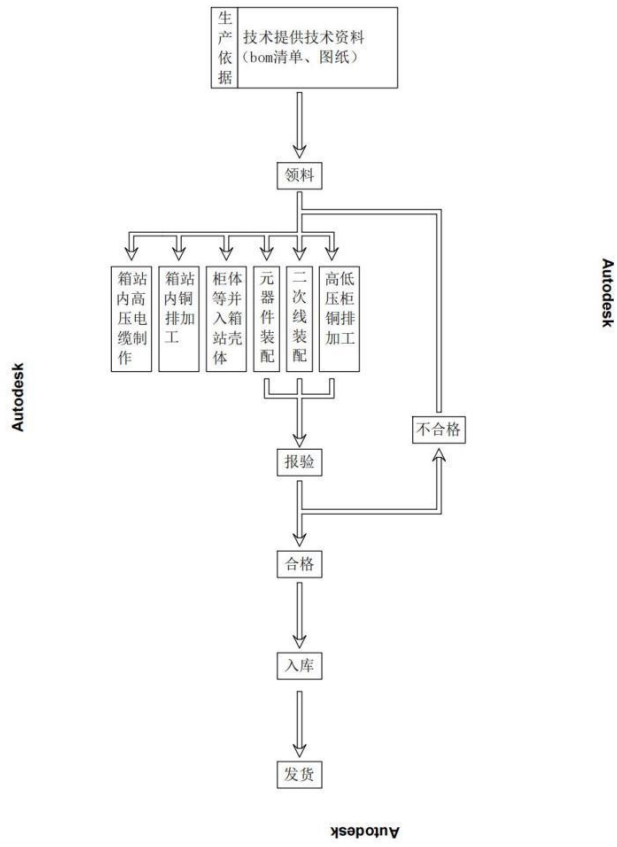 生产依据
技术提供技术资料
（bom清单、图纸）
领料
箱站
内高
压电
缆制
作
箱站
内铜
排加
工
柜体
等并
入箱
站壳
体
元器件装配
二次线装配
高低
压柜
铜排
加工
不合格
报验
合格
入库
发货
Autodesk
Autodesk
Autodesk